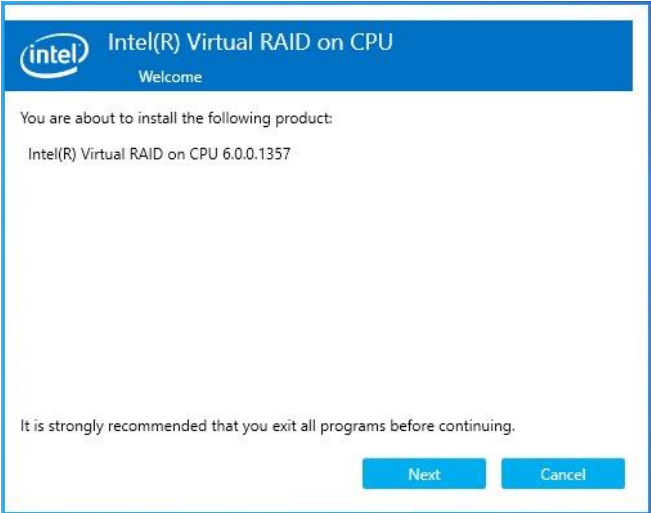 intel
Intel(R) Virtual RAID on CPU
Welcome
You are about to install the following product:
Intel(R) Virtual RAID on CPU 6.0.0.1357
It is strongly recommended that you exit all programs before continuing.
Next
Cancel